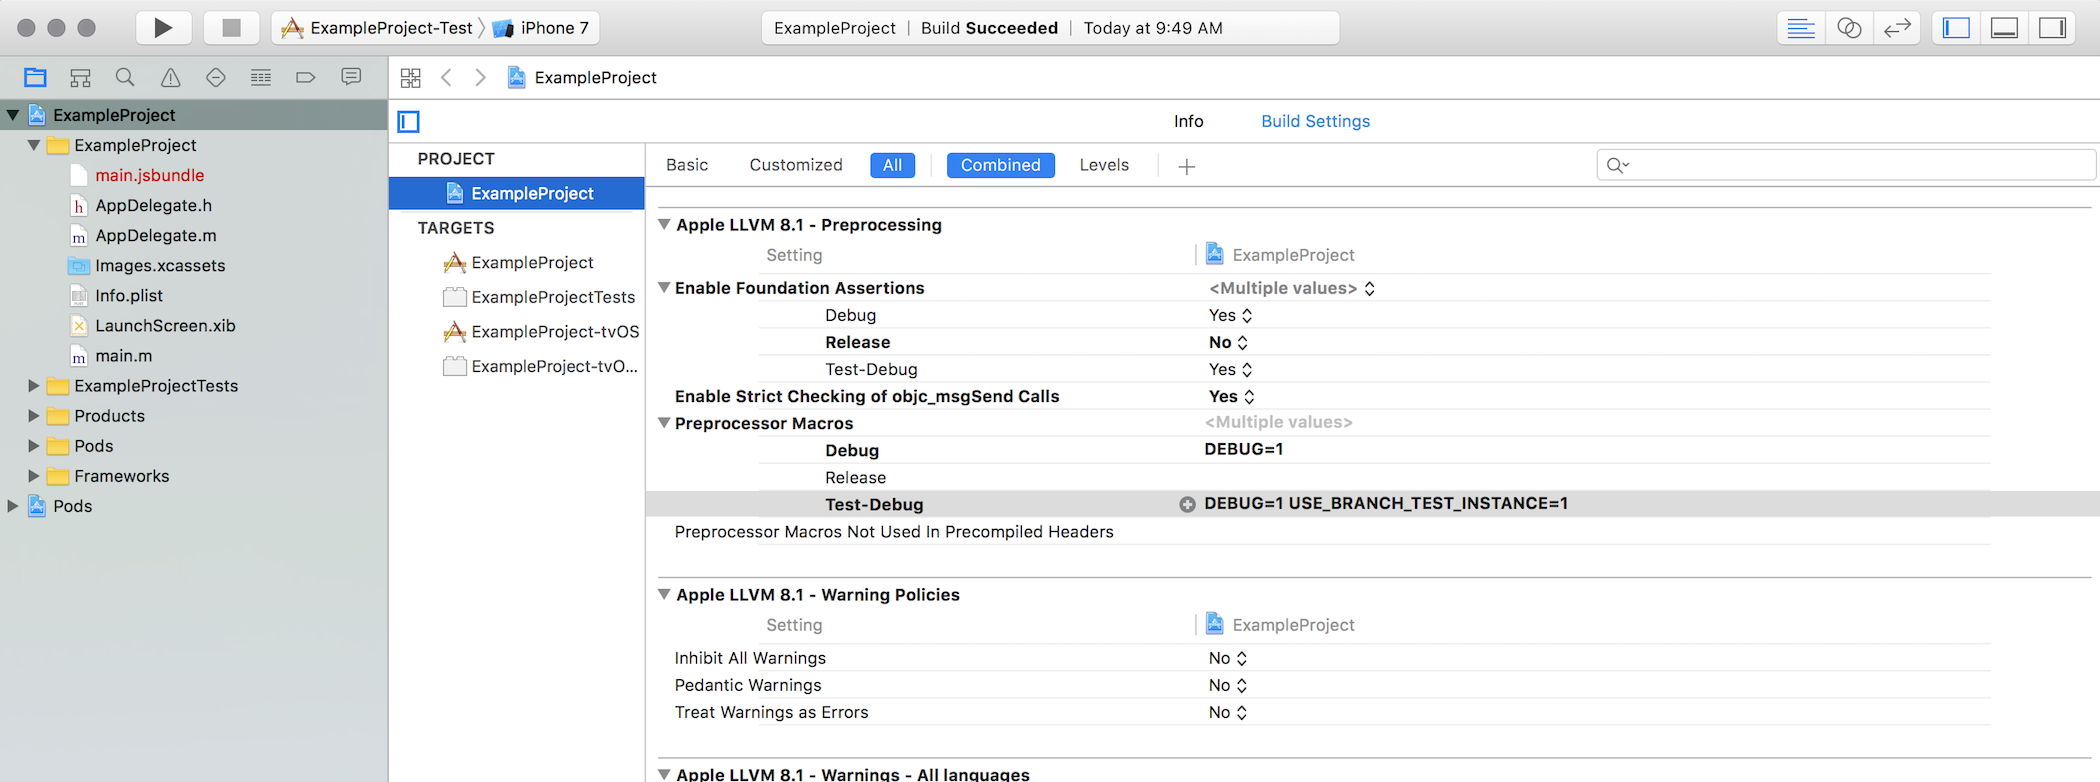 ExampleProject-Test iPhone 7
ExampleProject | Build Succeeded | Today at 9:49 AM
ExampleProject
ExampleProject
main.jsbundle
h AppDelegate.h
m AppDelegate.m
Images.xcassets
Info.plist
LaunchScreen.xib
m main.m
ExampleProjectTests
Products
Pods
Frameworks
Pods
ExampleProject
Info Build Settings
PROJECT
ExampleProject
TARGETS
ExampleProject
ExampleProjectTests
ExampleProject-tvOS
ExampleProject-tvO...
Basic Customized All Combined Levels
Apple LLVM 8.1 - Preprocessing
Setting ExampleProject
Enable Foundation Assertions <Multiple values>
Debug Yes
Release No
Test-Debug Yes
Enable Strict Checking of objc_msgSend Calls Yes
Preprocessor Macros <Multiple values>
Debug DEBUG=1
Release
Test-Debug DEBUG=1 USE_BRANCH_TEST_INSTANCE=1
Preprocessor Macros Not Used In Precompiled Headers
Apple LLVM 8.1 - Warning Policies
Setting ExampleProject
Inhibit All Warnings No
Pedantic Warnings No
Treat Warnings as Errors No
Apple LLVM 8.1 - Warnings - All languages